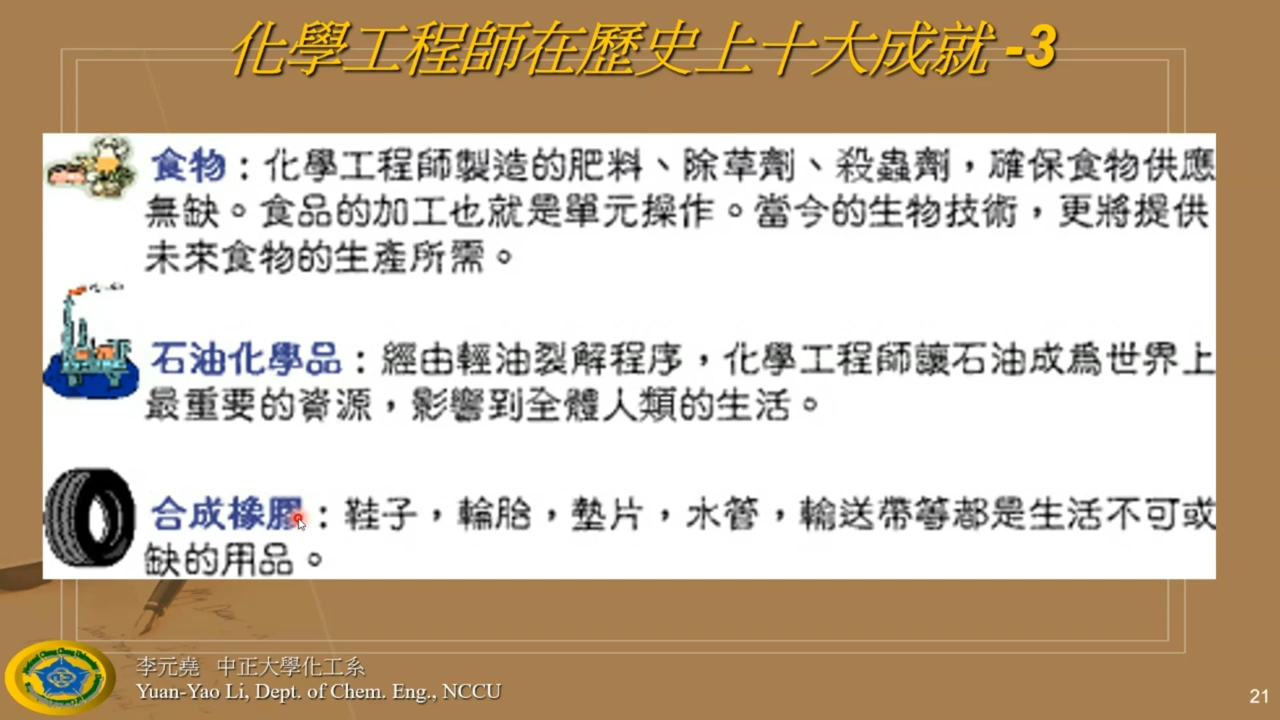 化學工程師在歷史上十大成就 -3
食物：化學工程師製造的肥料、除草劑、殺蟲劑，確保食物供應
無缺。食品的加工也就是單元操作。當今的生物技術，更將提供
未來食物的生產所需。
石油化學品：經由輕油裂解程序，化學工程師讓石油成為世界上
最重要的資源，影響到全體人類的生活。
合成橡膠：鞋子，輪胎，墊片，水管，輸送帶等都是生活不可或
缺的用品。
李元堯 中正大學化工系
Yuan-Yao Li, Dept. of Chem. Eng., NCCU
21